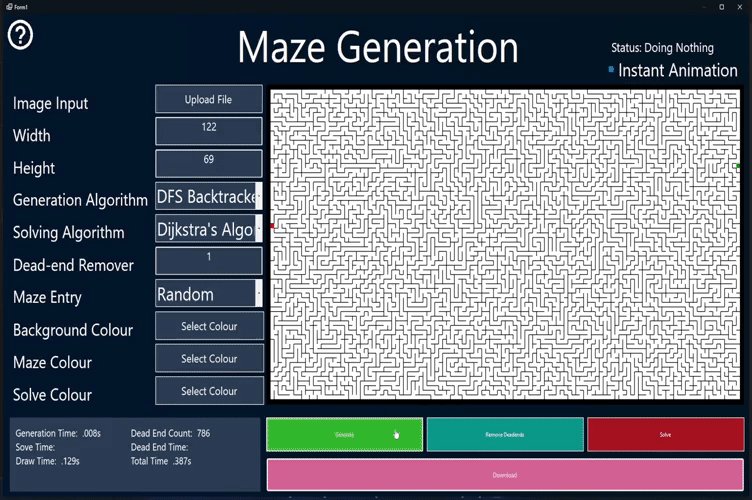 Form1
?
Maze Generation
Status: Doing Nothing
Instant Animation
Image Input
Upload File
Width
122
Height
69
Generation Algorithm
DFS Backtracke
Solving Algorithm
Dijkstra's Algo
Dead-end Remover
1
Maze Entry
Random
Background Colour
Select Colour
Maze Colour
Select Colour
Solve Colour
Select Colour
Generation Time: .008s
Dead End Count: 786
Sove Time:
Dead End Time:
Draw Time: .129s
Total Time .387s
Generate
Remove Deadends
Solve
Download